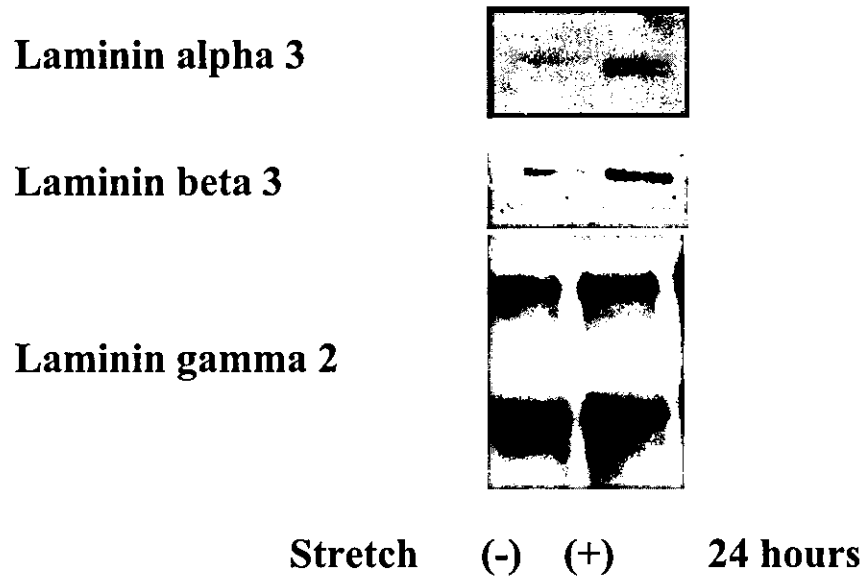 Laminin alpha 3
Laminin beta 3
Laminin gamma 2
Stretch (-) (+) 24 hours